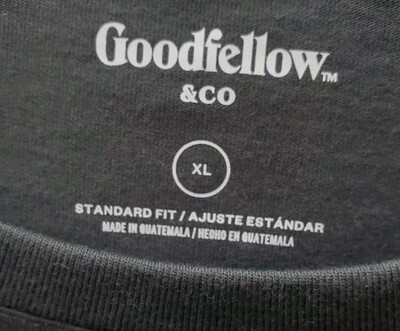 Goodfellow™
&CO
XL
STANDARD FIT / AJUSTE ESTÁNDAR
MADE IN GUATEMALA / HECHO EN GUATEMALA